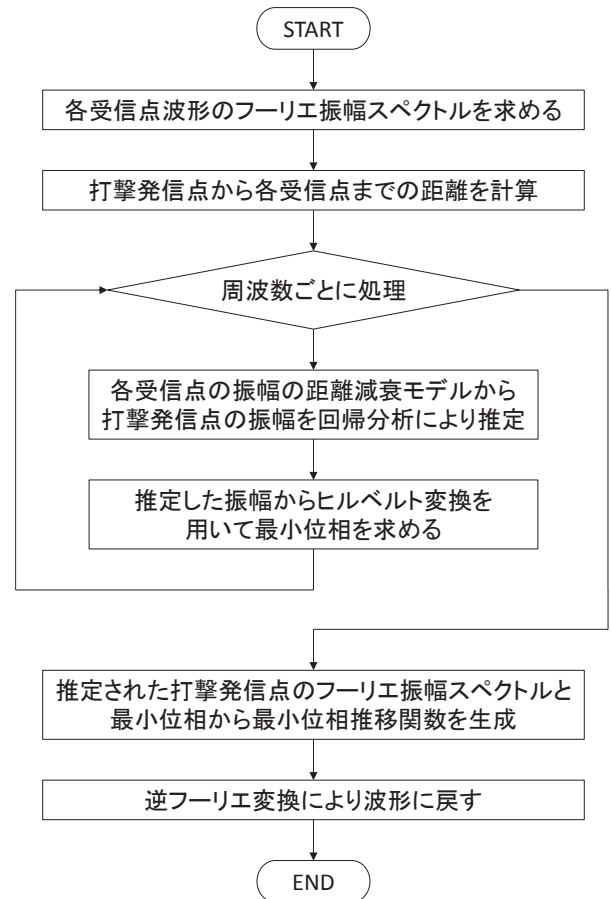 START
各受信点波形のフーリエ振幅スペクトルを求める
打撃発信点から各受信点までの距離を計算
周波数ごとに処理
各受信点の振幅の距離減衰モデルから
打撃発信点の振幅を回帰分析により推定
推定した振幅からヒルベルト変換を
用いて最小位相を求める
推定された打撃発信点のフーリエ振幅スペクトルと
最小位相から最小位相推移関数を生成
逆フーリエ変換により波形に戻す
END